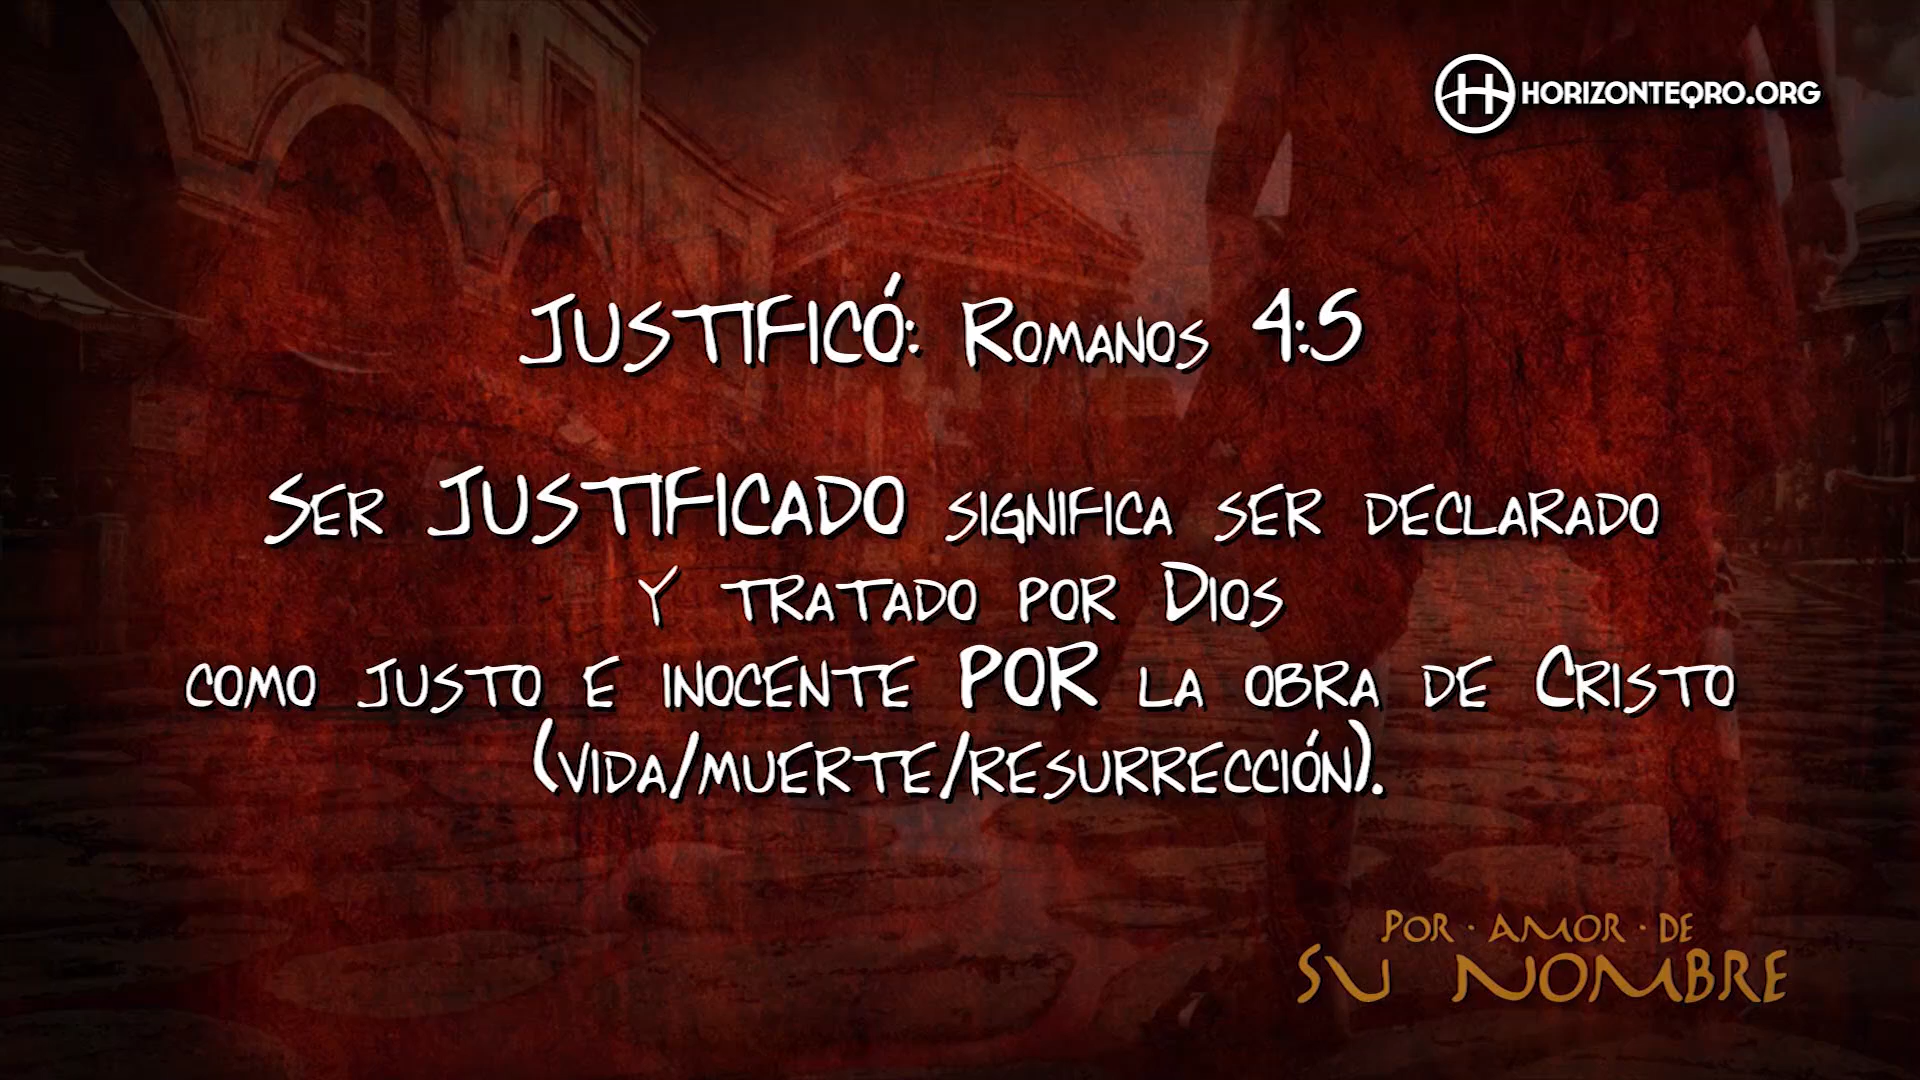 HORIZONTEQRO.ORG
JUSTIFICÓ: Romanos 4:5
Ser JUSTIFICADO significa ser declarado
y tratado por Dios
como justo e inocente POR la obra de Cristo
(vida/muerte/resurrección).
Por · amor · de
Su Nombre